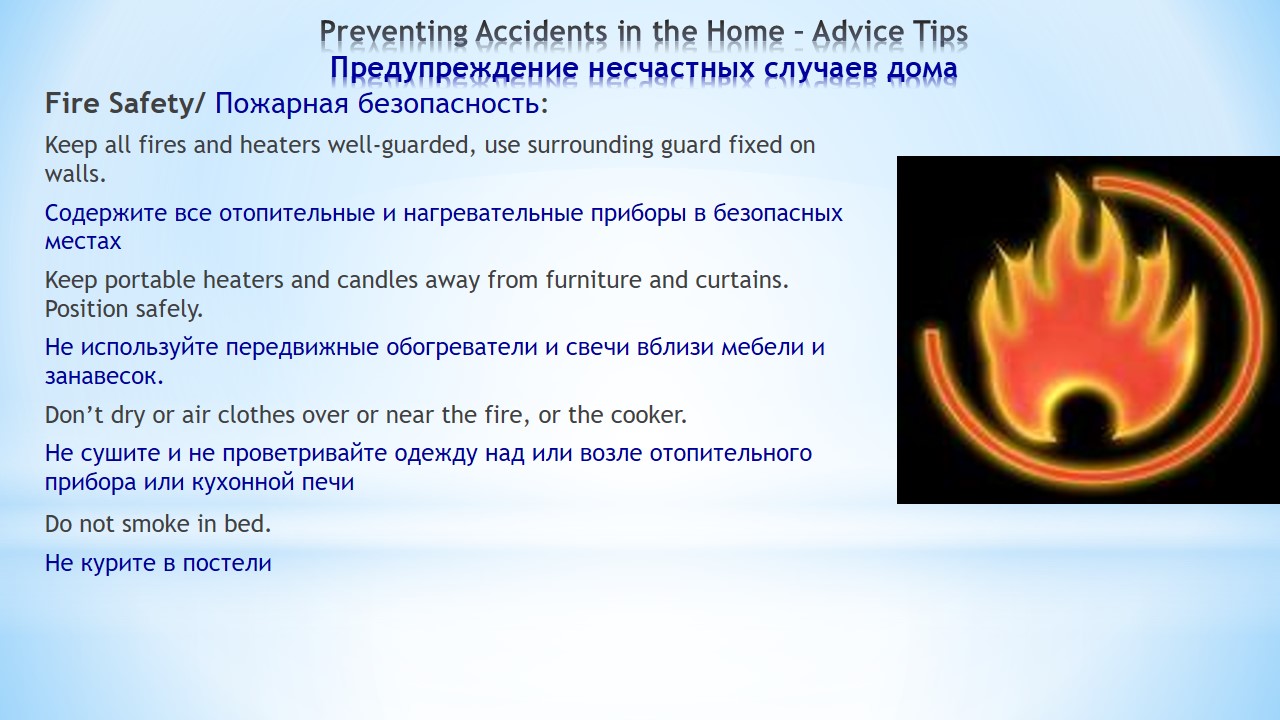 Preventing Accidents in the Home – Advice Tips
Предупреждение несчастных случаев дома
Fire Safety/ Пожарная безопасность:
Keep all fires and heaters well-guarded, use surrounding guard fixed on
walls.
Содержите все отопительные и нагревательные приборы в безопасных
местах
Keep portable heaters and candles away from furniture and curtains.
Position safely.
Не используйте передвижные обогреватели и свечи вблизи мебели и
занавесок.
Don’t dry or air clothes over or near the fire, or the cooker.
Не сушите и не проветривайте одежду над или возле отопительного
прибора или кухонной печи
Do not smoke in bed.
Не курите в постели